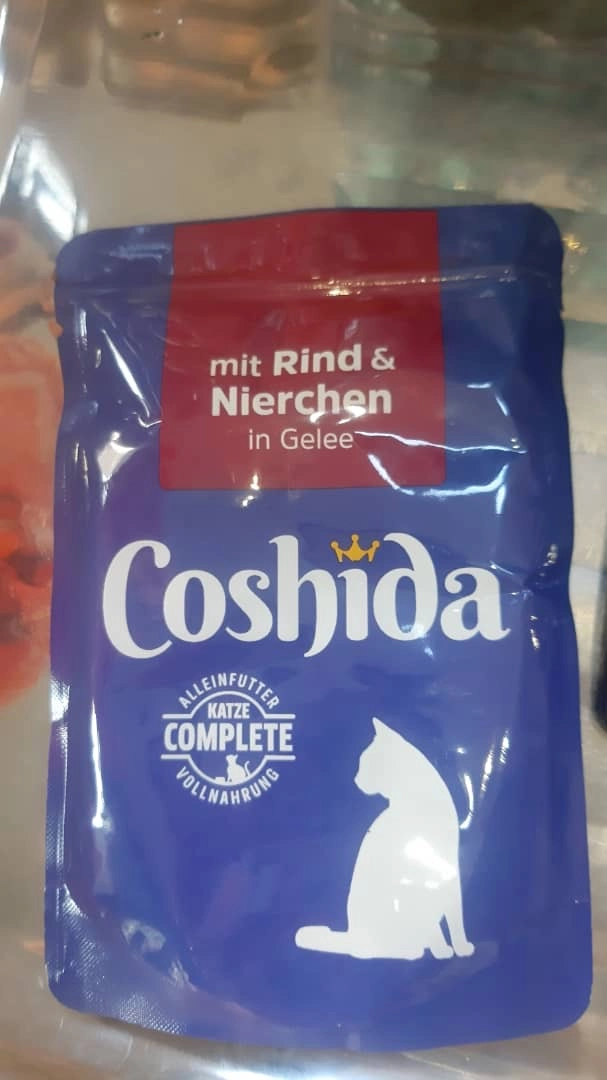 mit Rind &
Nierchen
in Gelee
Coshida
ALLEINFUTTER
KATZE
COMPLETE
VOLLNAHRUNG